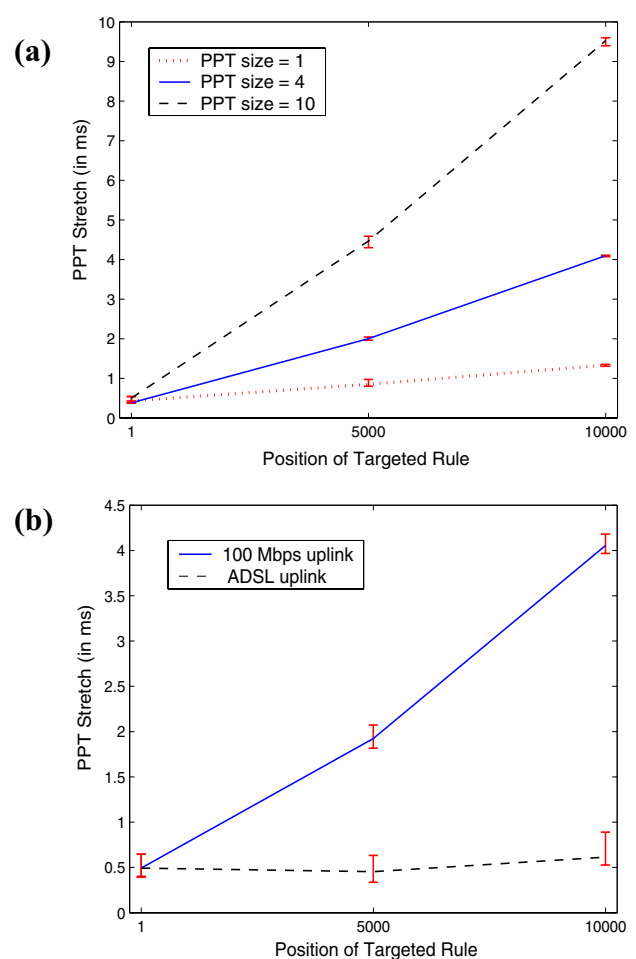 (a)
10
9
8
7
6
5
4
3
2
1
0
PPT Stretch (in ms)
PPT size = 1
PPT size = 4
PPT size = 10
1
5000
10000
Position of Targeted Rule
(b)
4.5
4
3.5
3
2.5
2
1.5
1
0.5
0
PPT Stretch (in ms)
100 Mbps uplink
ADSL uplink
1
5000
10000
Position of Targeted Rule